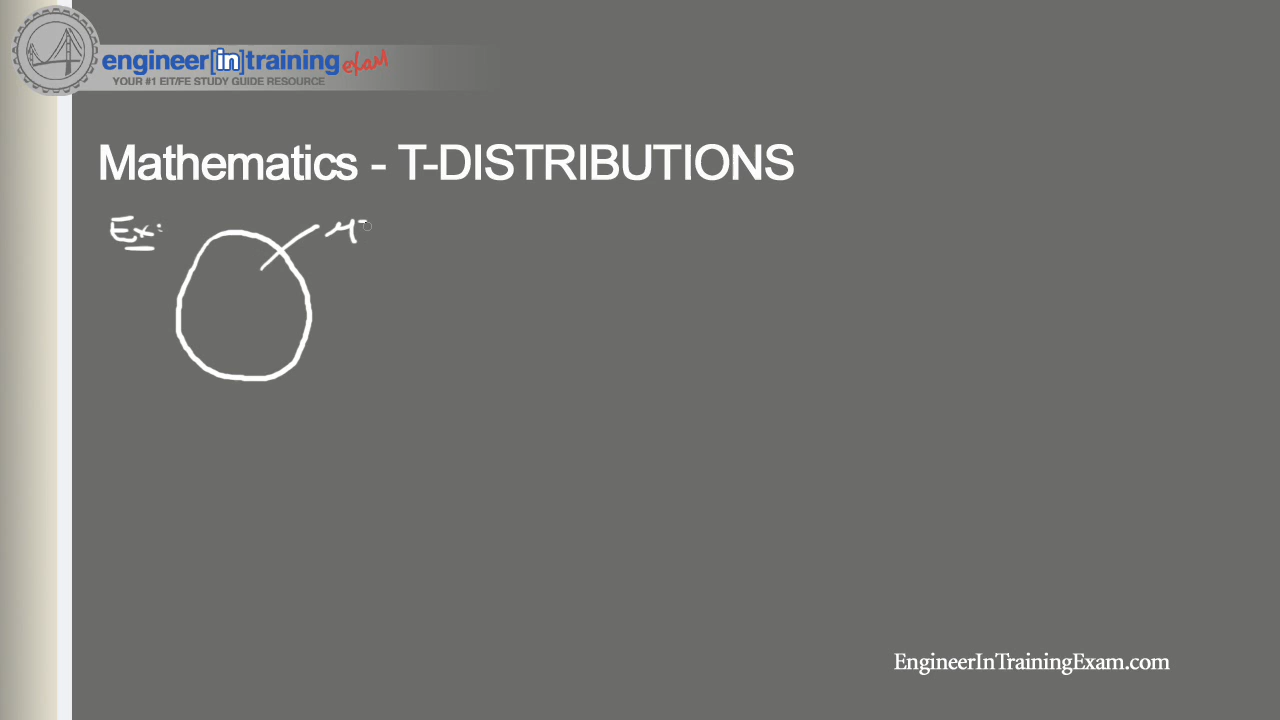 engineer[in]training exam
YOUR #1 EIT/FE STUDY GUIDE RESOURCE
Mathematics - T-DISTRIBUTIONS
Ex: μ
EngineerInTrainingExam.com